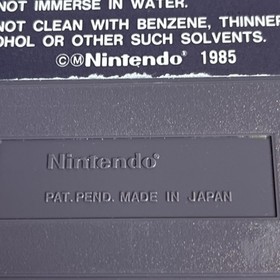 NOT IMMERSE IN WATER.
NOT CLEAN WITH BENZENE, THINNER
OHOL OR OTHER SUCH SOLVENTS.
©ⓂNintendo® 1985
Nintendo®
PAT. PEND. MADE IN JAPAN